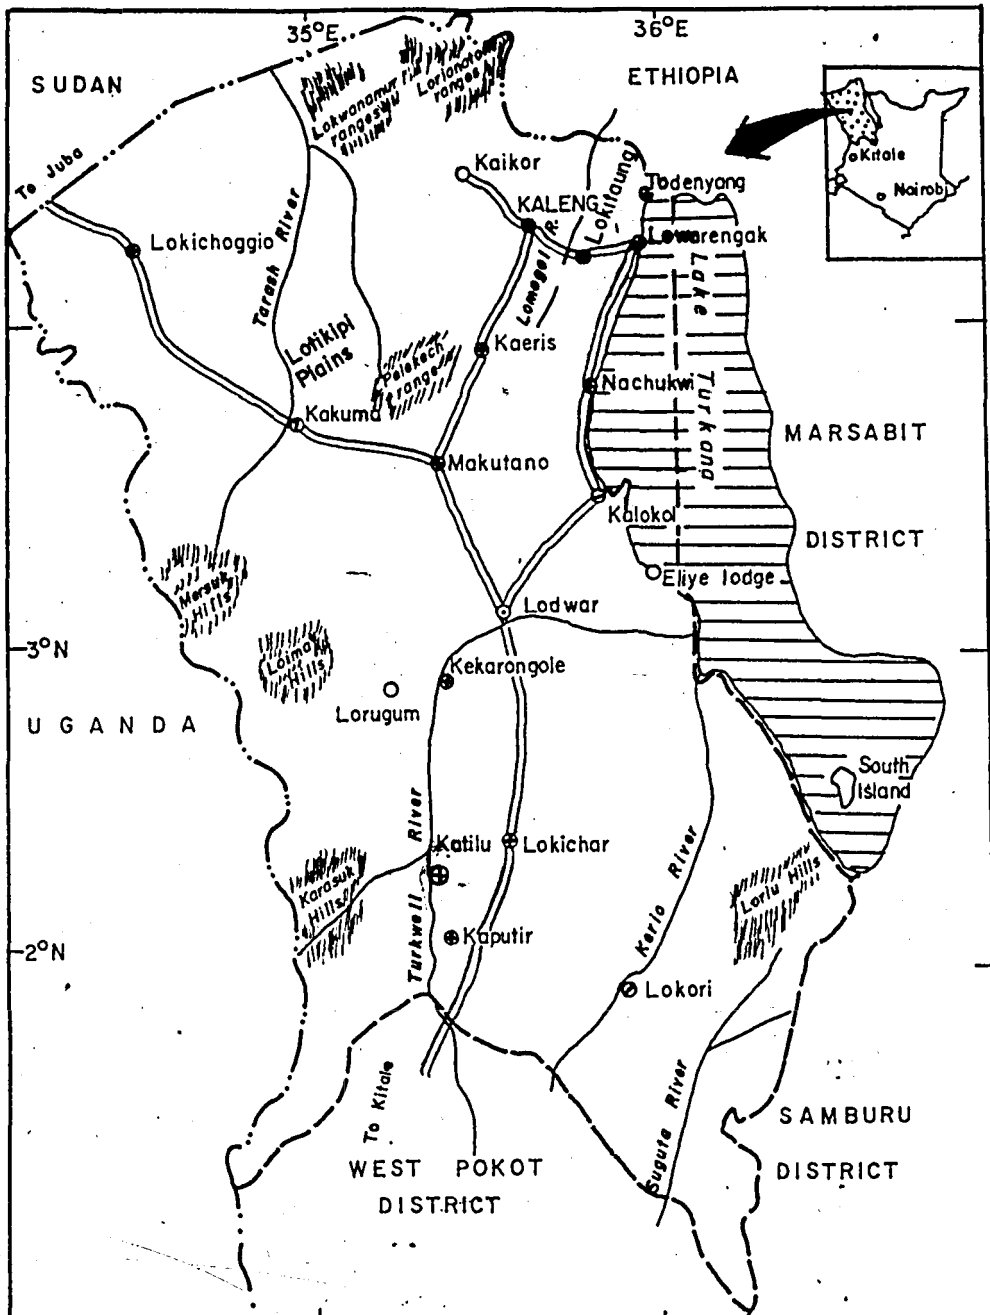 35°E
36°E
SUDAN
ETHIOPIA
Lokwanamur
ranges
Lorianatom
ranges
Kitale
Nairobi
To Juba
Kaikor
Todenyang
KALENG
Lokitaung
Lowarengak
Lokichoggio
Tarash River
Lomogol R.
Lake Turkana
Lotikipi
Plains
Pelekech
range
Kaeris
Nachukwi
Kakuma
MARSABIT
DISTRICT
Makutano
Kalokol
Eliye lodge
Mersuk
Hills
Lodwar
3°N
Loima
Hills
Kekarongole
Lorugum
UGANDA
South
Island
Turkwell River
Katilu
Lokichar
Kerio River
Loriu Hills
Karasuk
Hills
Kaputir
2°N
Lokori
To Kitale
Suguta River
SAMBURU
DISTRICT
WEST POKOT
DISTRICT